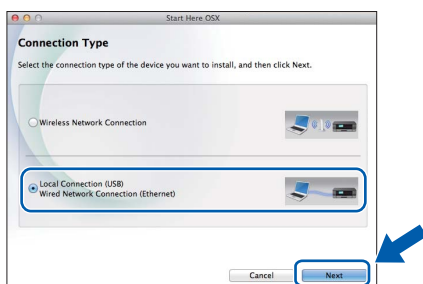 Start Here OSX
Connection Type
Select the connection type of the device you want to install, and then click Next.
Wireless Network Connection
Local Connection (USB)
Wired Network Connection (Ethernet)
Cancel
Next